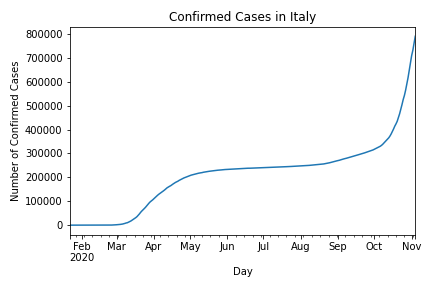 Confirmed Cases in Italy
Number of Confirmed Cases
800000
700000
600000
500000
400000
300000
200000
100000
0
Feb Mar Apr May Jun Jul Aug Sep Oct Nov
2020
Day